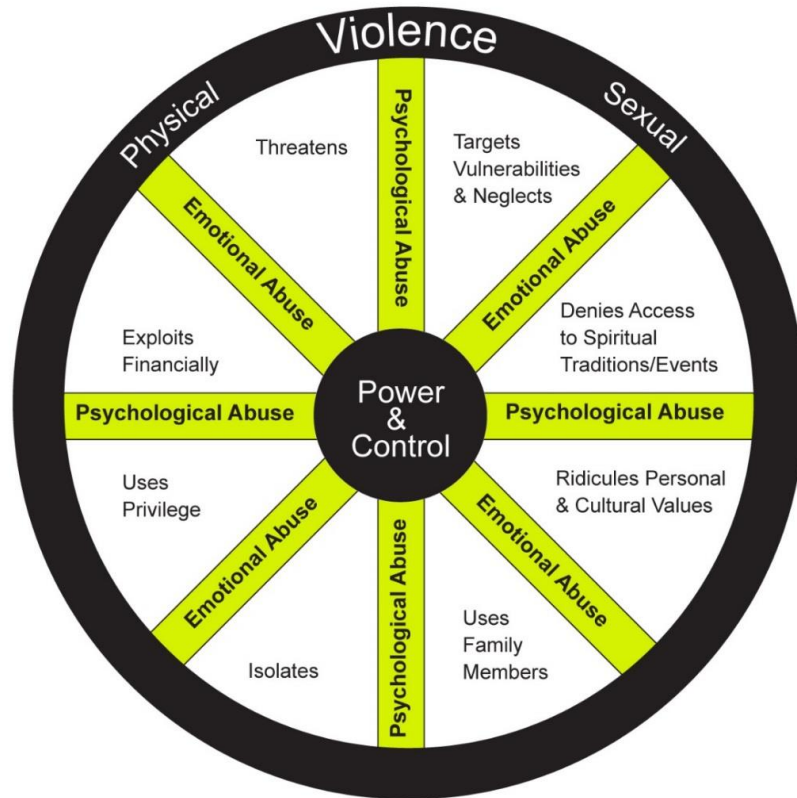 Violence
Physical
Sexual
Psychological Abuse
Threatens
Targets
Vulnerabilities
& Neglects
Emotional Abuse
Emotional Abuse
Exploits
Financially
Denies Access
to Spiritual
Traditions/Events
Psychological Abuse
Power
&
Control
Psychological Abuse
Uses
Privilege
Ridicules Personal
& Cultural Values
Emotional Abuse
Emotional Abuse
Psychological Abuse
Isolates
Uses
Family
Members